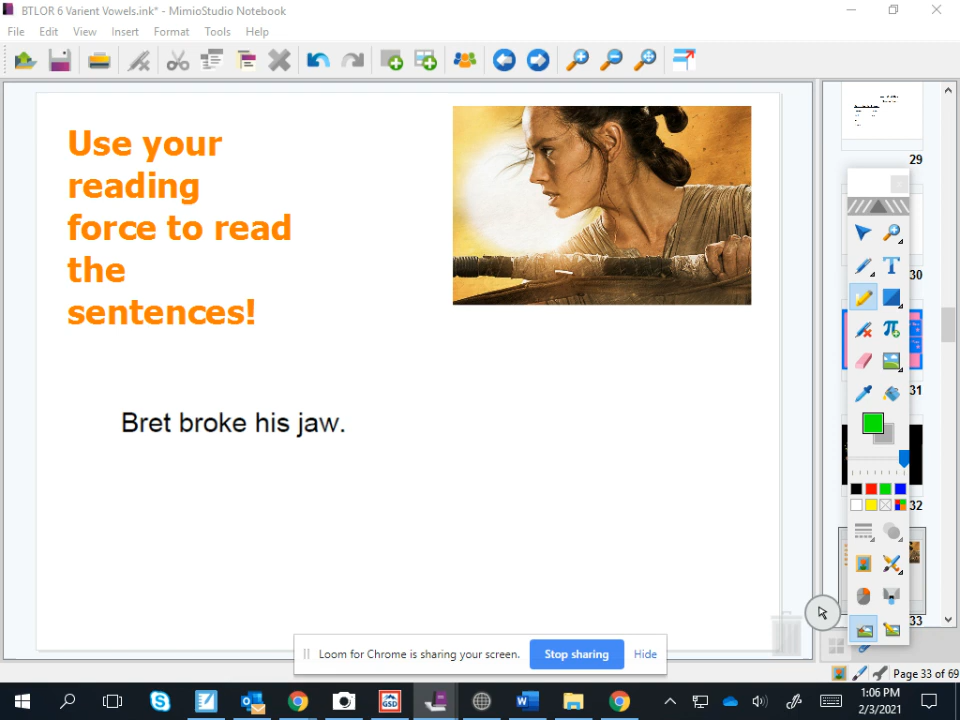 BTLOR 6 Varient Vowels.ink* - MimioStudio Notebook
File Edit View Insert Format Tools Help
Use your
reading
force to read
the
sentences!
Bret broke his jaw.
29
30
31
32
33
T
π
Loom for Chrome is sharing your screen. Stop sharing Hide
Page 33 of 69
GSD
1:06 PM
2/3/2021